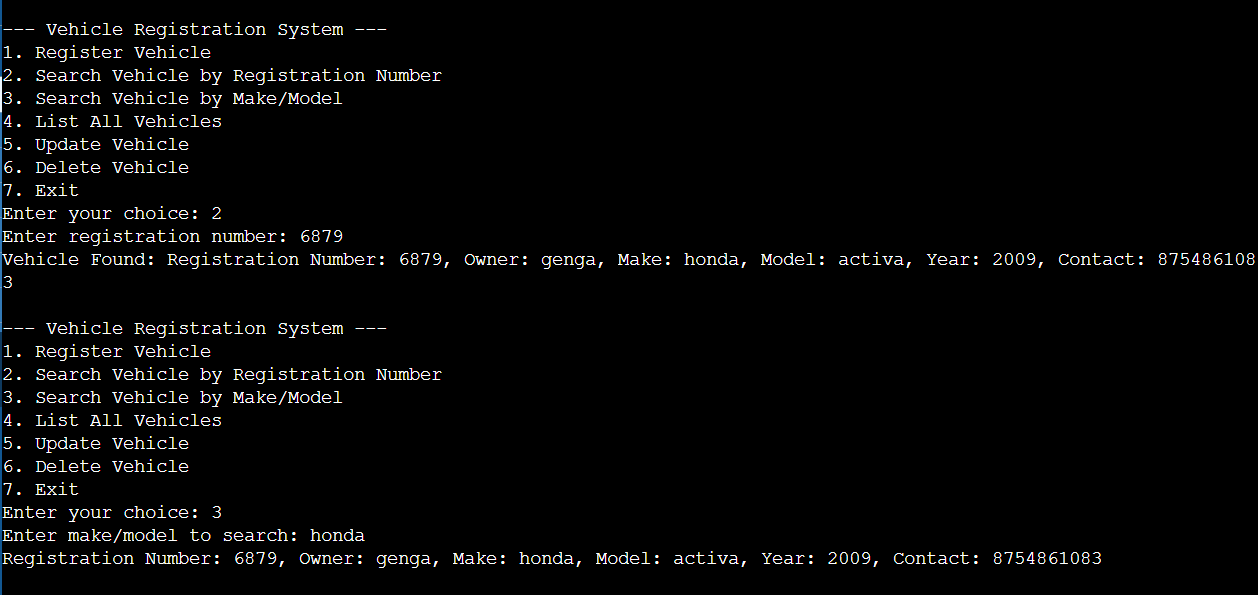 --- Vehicle Registration System ---
1. Register Vehicle
2. Search Vehicle by Registration Number
3. Search Vehicle by Make/Model
4. List All Vehicles
5. Update Vehicle
6. Delete Vehicle
7. Exit
Enter your choice: 2
Enter registration number: 6879
Vehicle Found: Registration Number: 6879, Owner: genga, Make: honda, Model: activa, Year: 2009, Contact: 875486108
3
--- Vehicle Registration System ---
1. Register Vehicle
2. Search Vehicle by Registration Number
3. Search Vehicle by Make/Model
4. List All Vehicles
5. Update Vehicle
6. Delete Vehicle
7. Exit
Enter your choice: 3
Enter make/model to search: honda
Registration Number: 6879, Owner: genga, Make: honda, Model: activa, Year: 2009, Contact: 8754861083